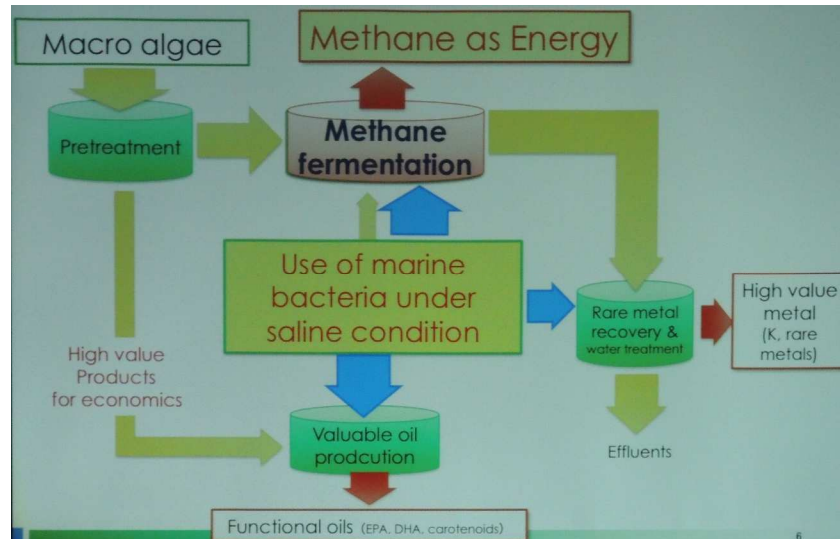 Macro algae
Methane as Energy
Pretreatment
Methane
fermentation
Use of marine
bacteria under
saline condition
High value
Products
for economics
Rare metal
recovery &
water treatment
High value
metal
(K, rare
metals)
Valuable oil
prodcution
Effluents
Functional oils (EPA, DHA, carotenoids)
6